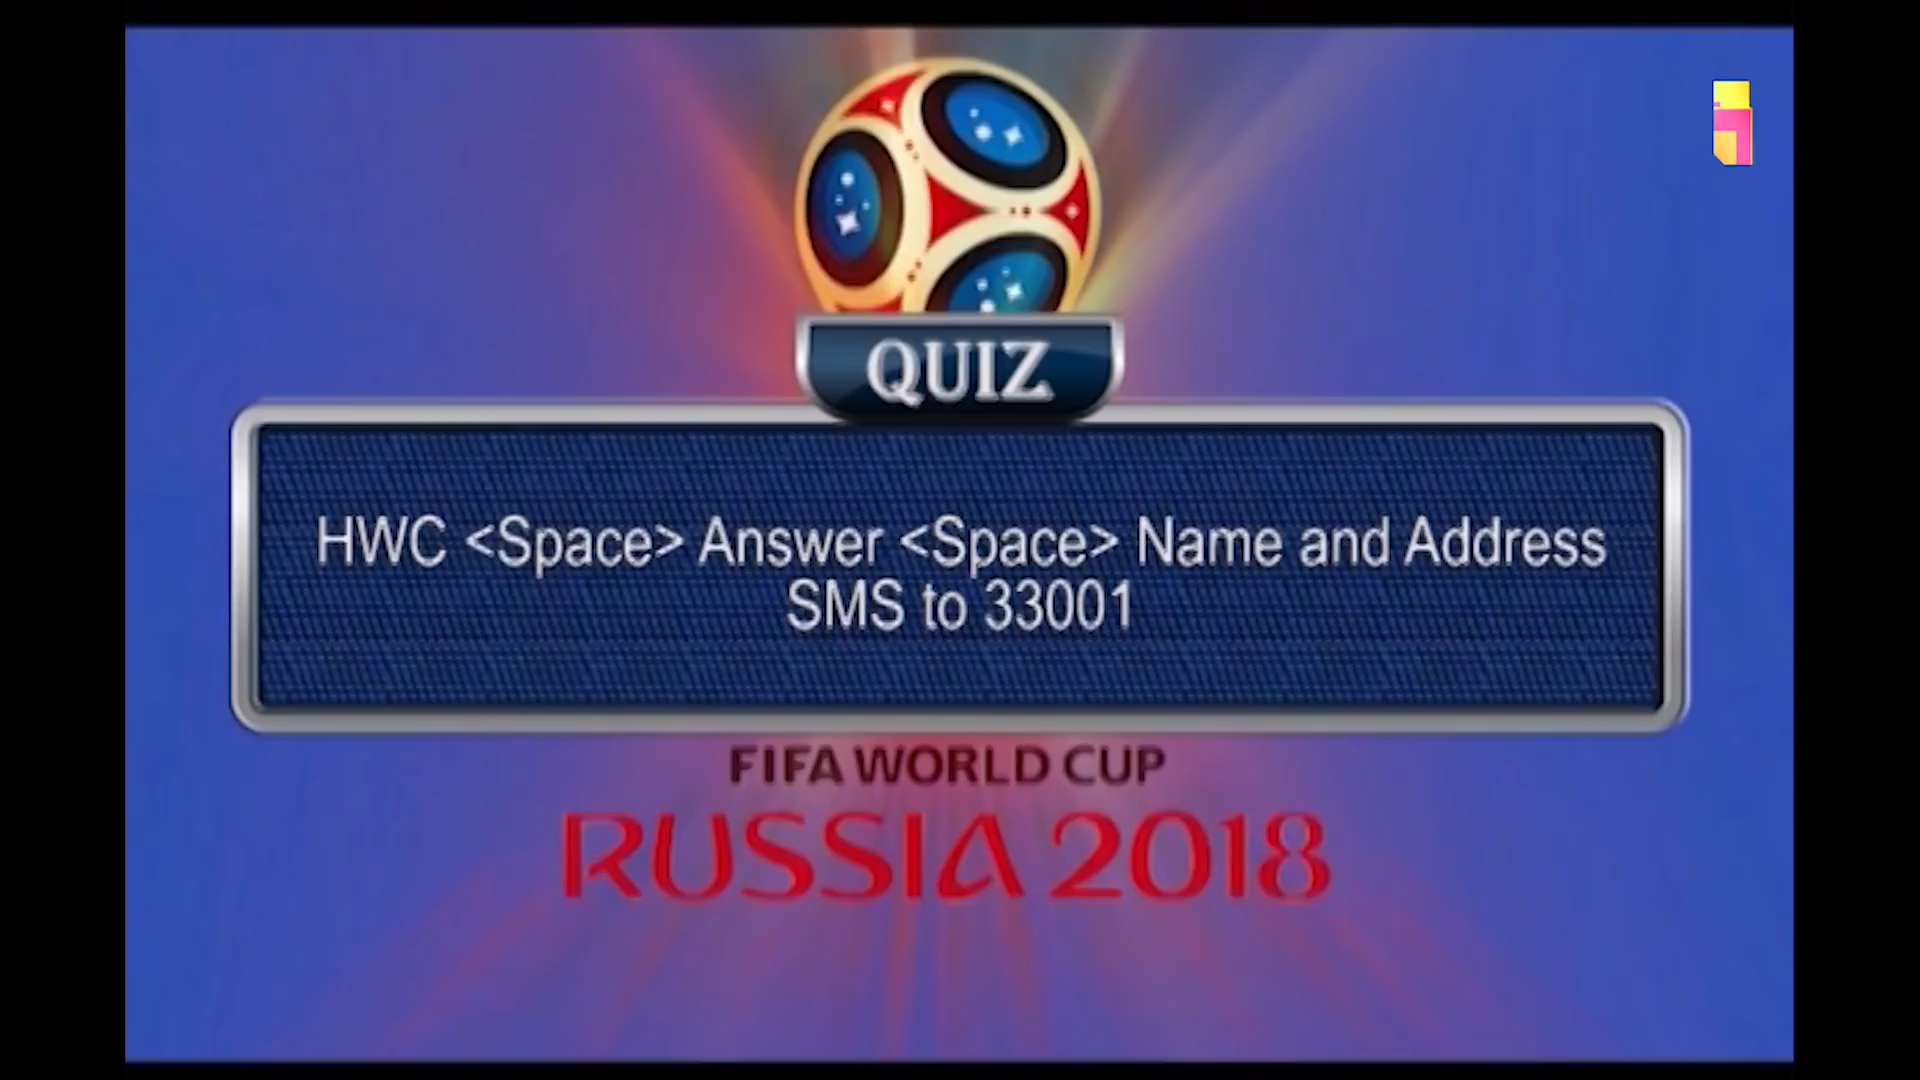 QUIZ
HWC <Space> Answer <Space> Name and Address
SMS to 33001
FIFA WORLD CUP
RUSSIA 2018